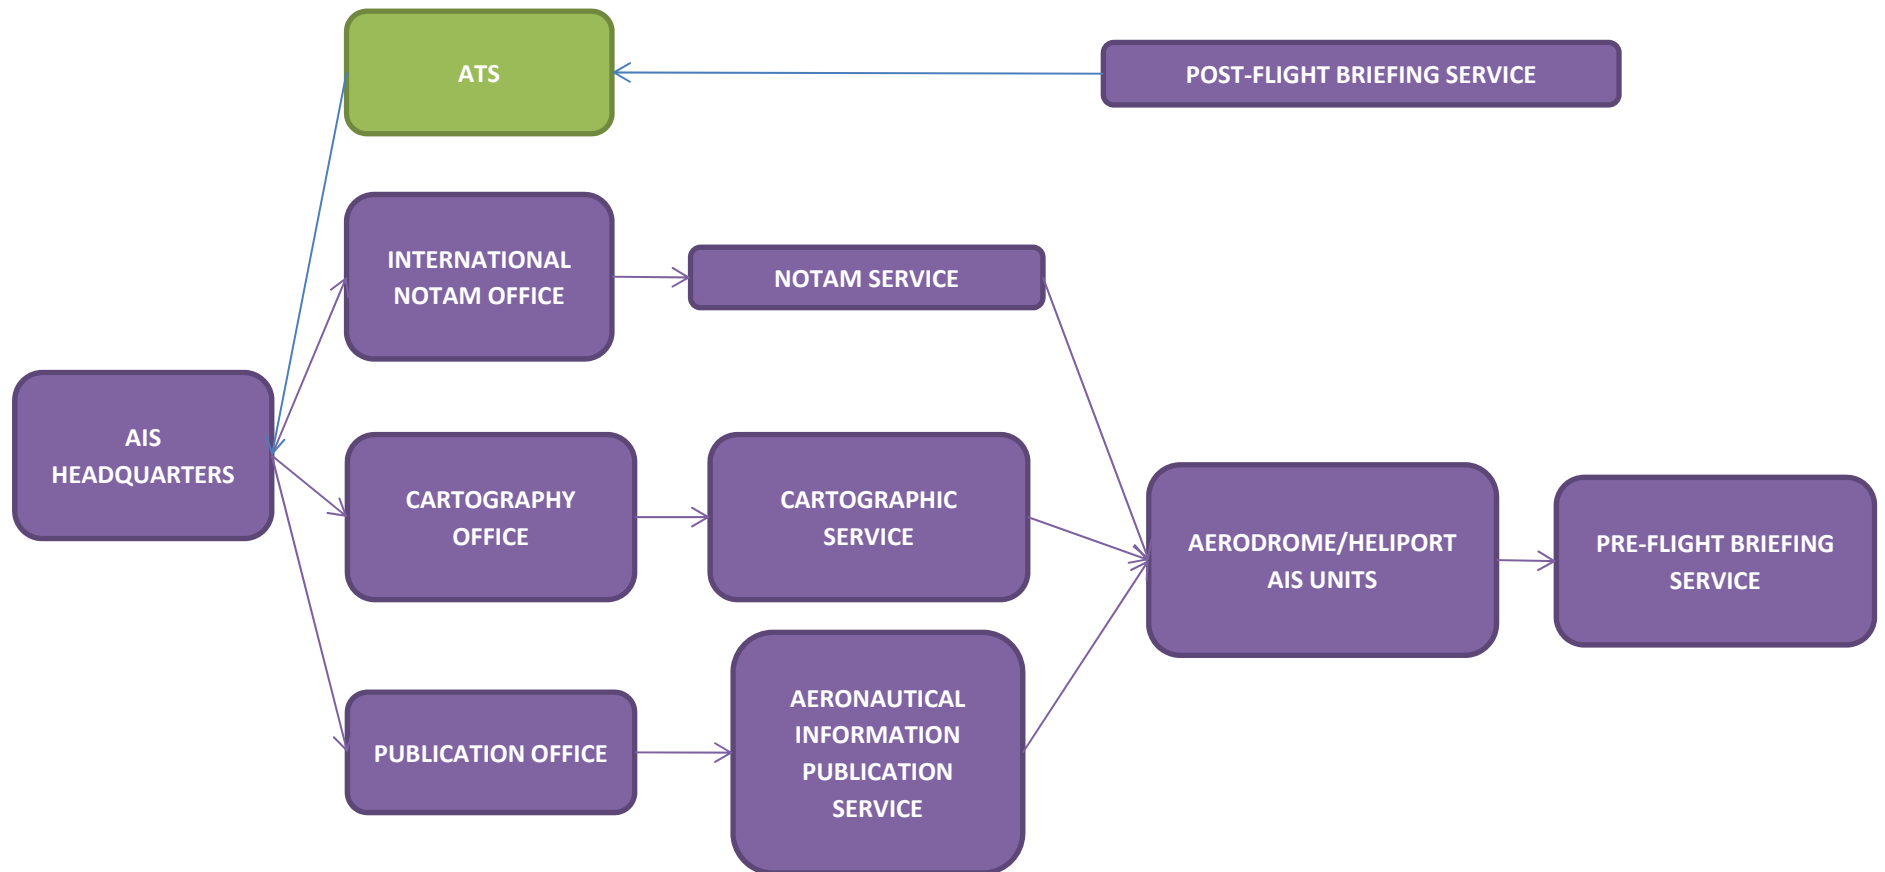 ATS
POST-FLIGHT BRIEFING SERVICE
INTERNATIONAL
NOTAM OFFICE
NOTAM SERVICE
AIS
HEADQUARTERS
CARTOGRAPHY
OFFICE
CARTOGRAPHIC
SERVICE
AERODROME/HELIPORT
AIS UNITS
PRE-FLIGHT BRIEFING
SERVICE
PUBLICATION OFFICE
AERONAUTICAL
INFORMATION
PUBLICATION
SERVICE